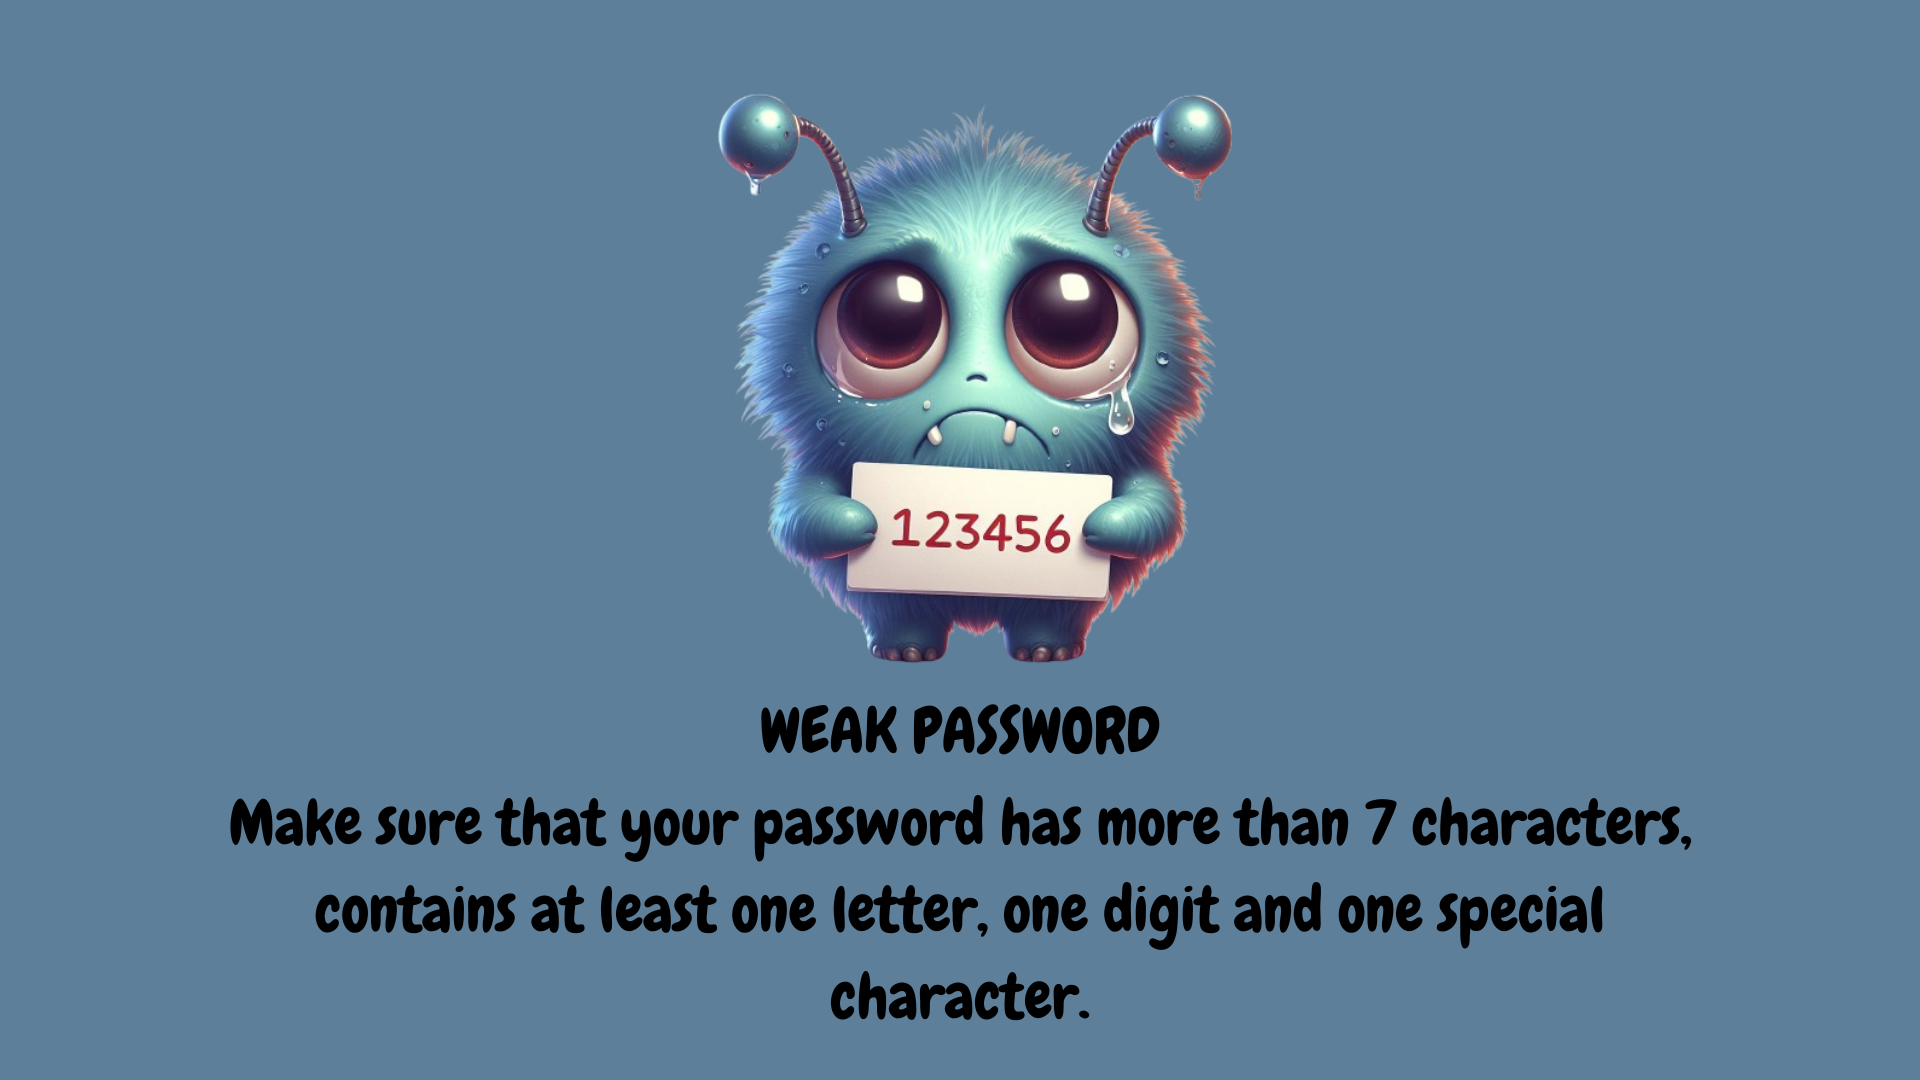 123456
WEAK PASSWORD
Make sure that your password has more than 7 characters,
contains at least one letter, one digit and one special
character.